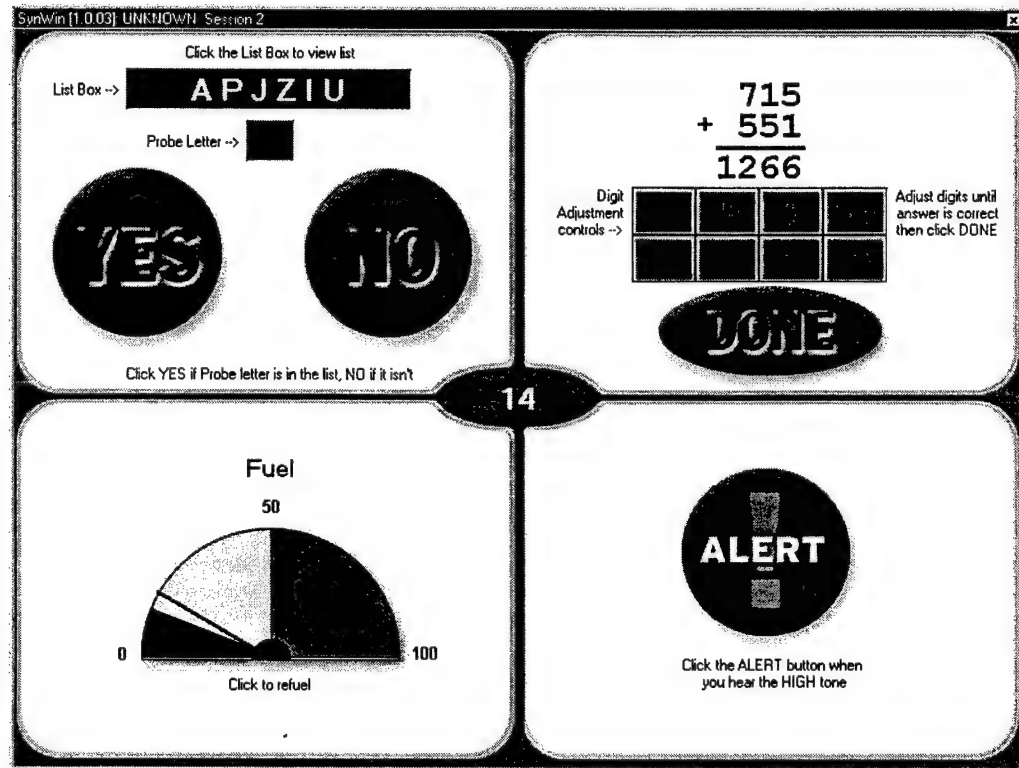 SynWin [1.0.03] UNKNOWN Session 2
Click the List Box to view list
List Box -->
A P J Z I U
Probe Letter -->
YES
NO
Click YES if Probe letter is in the list, NO if it isn't
715
+ 551
1266
Digit
Adjustment
controls -->
Adjust digits until
answer is correct
then click DONE
DONE
14
Fuel
50
0
100
Click to refuel
ALERT
Click the ALERT button when
you hear the HIGH tone